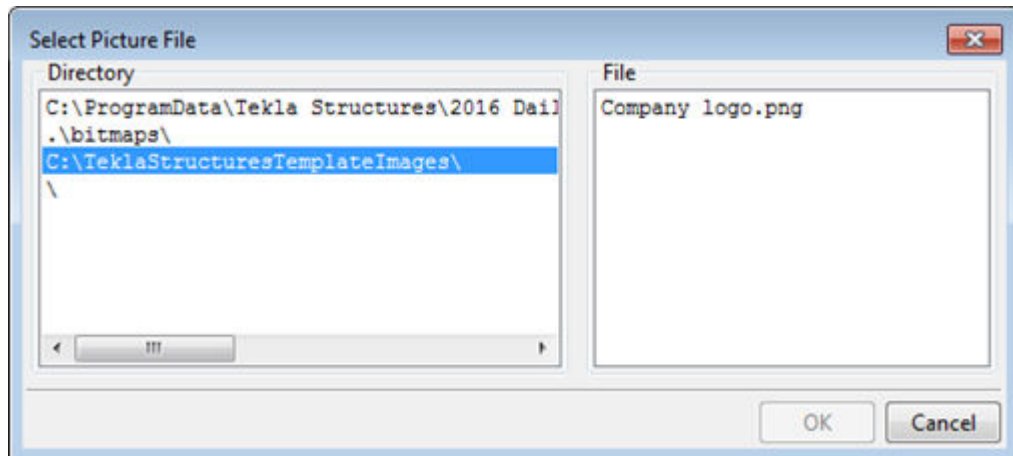 Select Picture File
Directory
C:\ProgramData\Tekla Structures\2016 Dail
.\bitmaps\
C:\TeklaStructuresTemplateImages\
\
File
Company logo.png
OK
Cancel